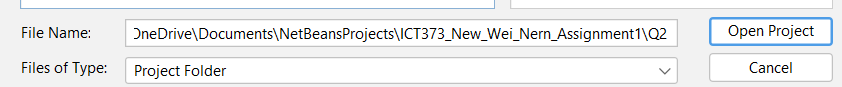 File Name: OneDrive\Documents\NetBeansProjects\ICT373_New_Wei_Nern_Assignment1\Q2 Open Project
Files of Type: Project Folder Cancel